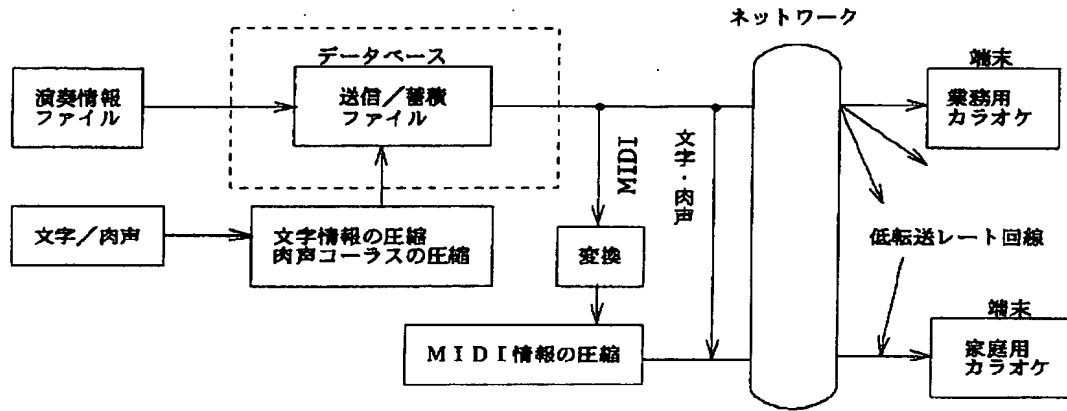 ネットワーク
データベース
端末
演奏情報
ファイル
送信／蓄積
ファイル
業務用
カラオケ
MIDI
文字・肉声
文字／肉声
文字情報の圧縮
肉声コーラスの圧縮
変換
低転送レート回線
端末
ＭＩＤＩ情報の圧縮
家庭用
カラオケ